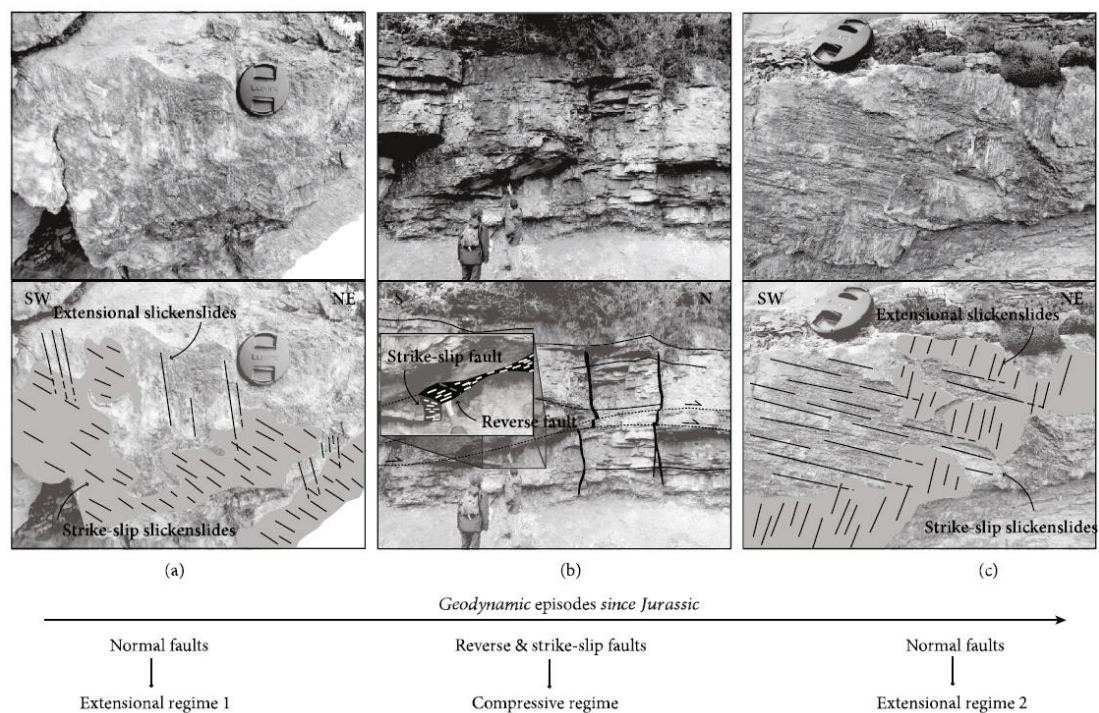 SW
NE
Extensional slickenslides
Strike-slip slickenslides
(a)
S
N
Strike-slip fault
Reverse fault
(b)
SW
NE
Extensional slickenslides
Strike-slip slickenslides
(c)
Geodynamic episodes since Jurassic
Normal faults
Reverse & strike-slip faults
Normal faults
Extensional regime 1
Compressive regime
Extensional regime 2